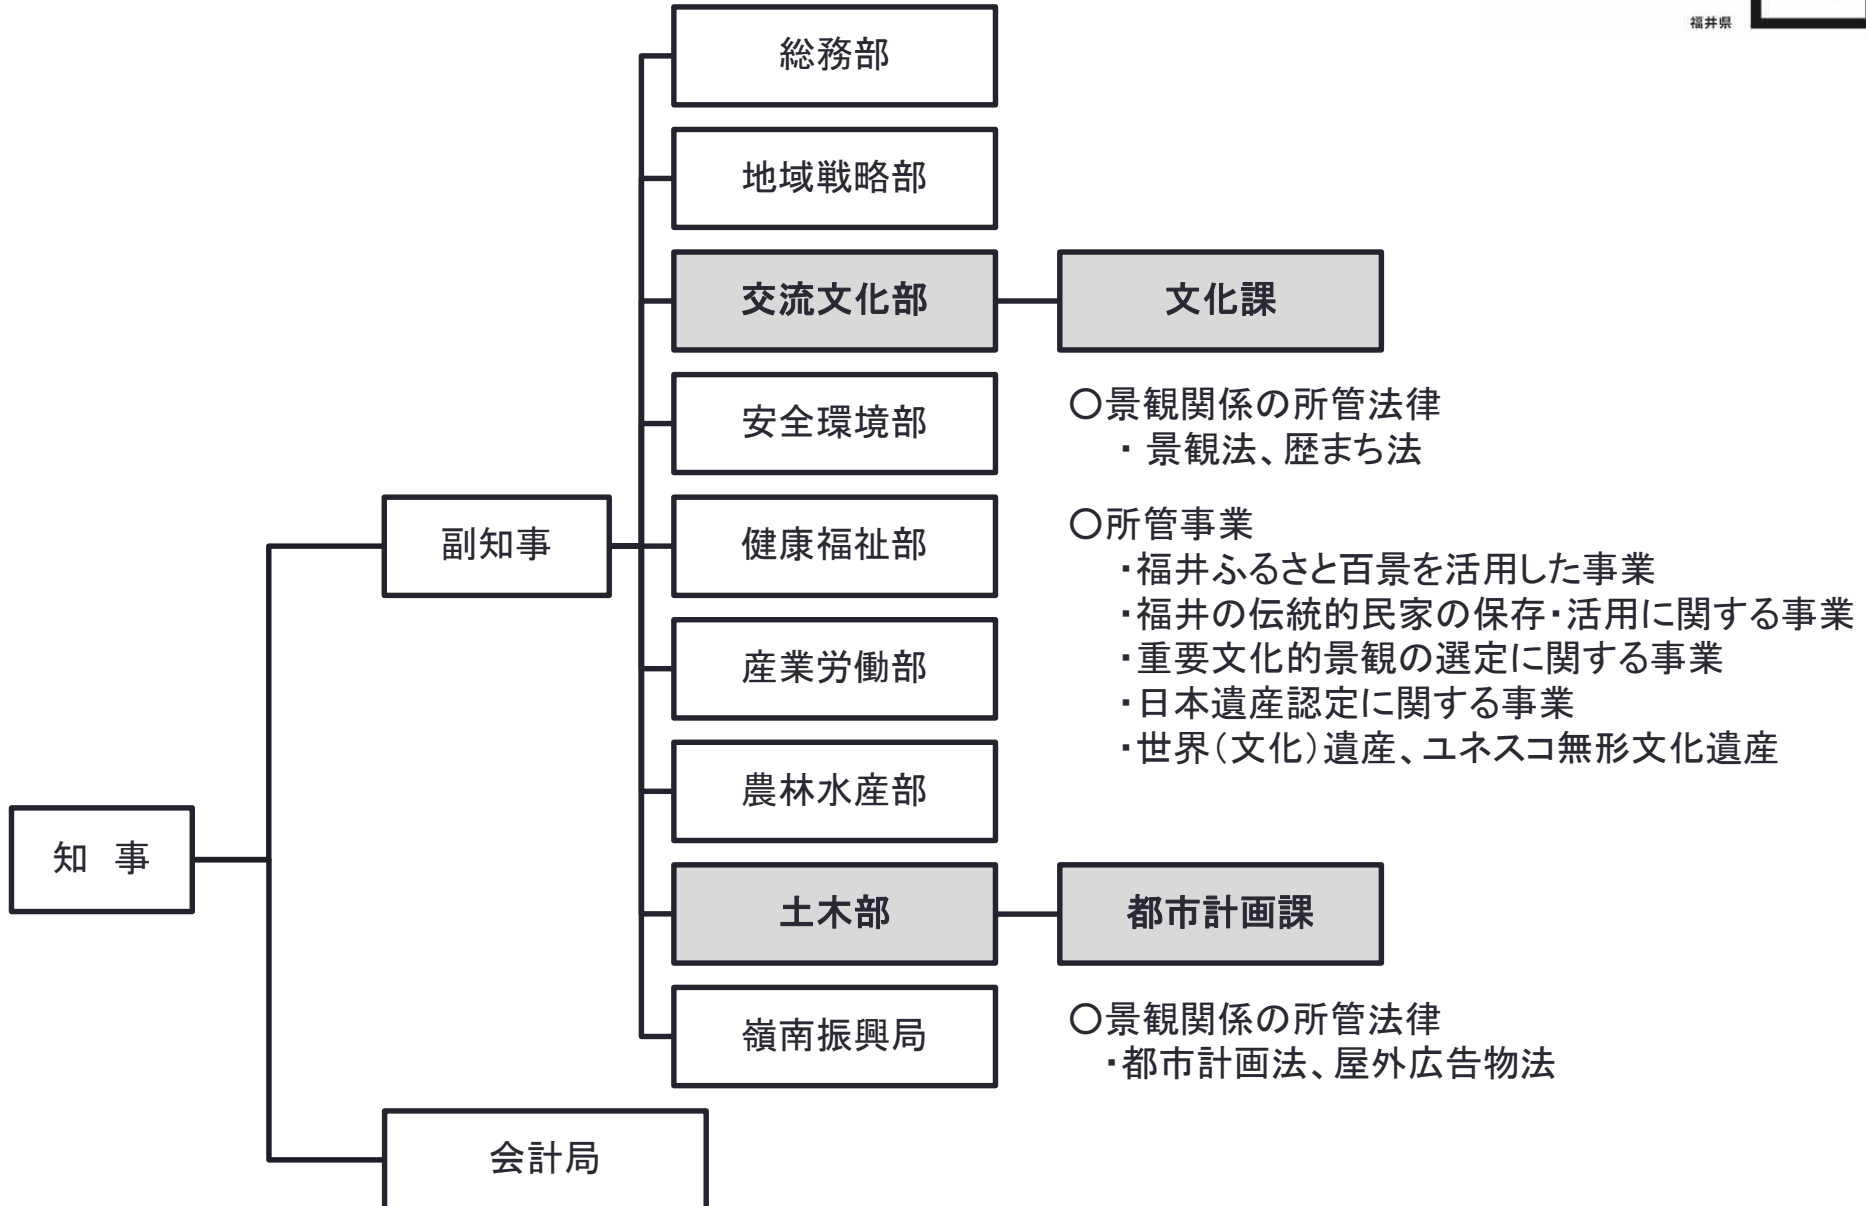 福井県
総務部
地域戦略部
交流文化部
文化課
安全環境部
〇景観関係の所管法律
・ 景観法、歴まち法
副知事
健康福祉部
〇所管事業
・福井ふるさと百景を活用した事業
・福井の伝統的民家の保存・活用に関する事業
・重要文化的景観の選定に関する事業
・日本遺産認定に関する事業
・世界（文化）遺産、ユネスコ無形文化遺産
産業労働部
農林水産部
知　事
土木部
都市計画課
嶺南振興局
〇景観関係の所管法律
・都市計画法、屋外広告物法
会計局